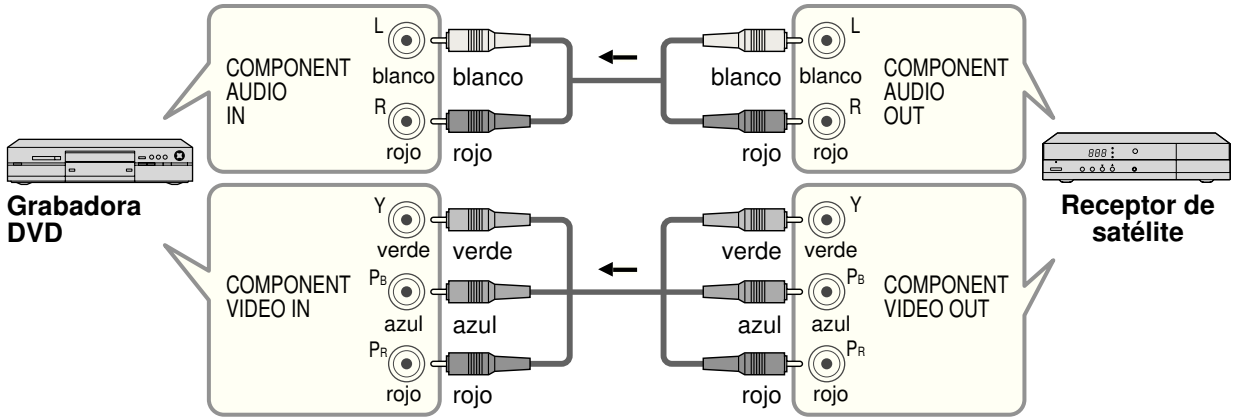 COMPONENT
AUDIO
IN
L
blanco
R
rojo
blanco
rojo
blanco
rojo
L
blanco
R
rojo
COMPONENT
AUDIO
OUT
Grabadora
DVD
888
Receptor de
satélite
COMPONENT
VIDEO IN
Y
verde
PB
azul
PR
rojo
verde
azul
rojo
verde
azul
rojo
Y
verde
PB
azul
PR
rojo
COMPONENT
VIDEO OUT